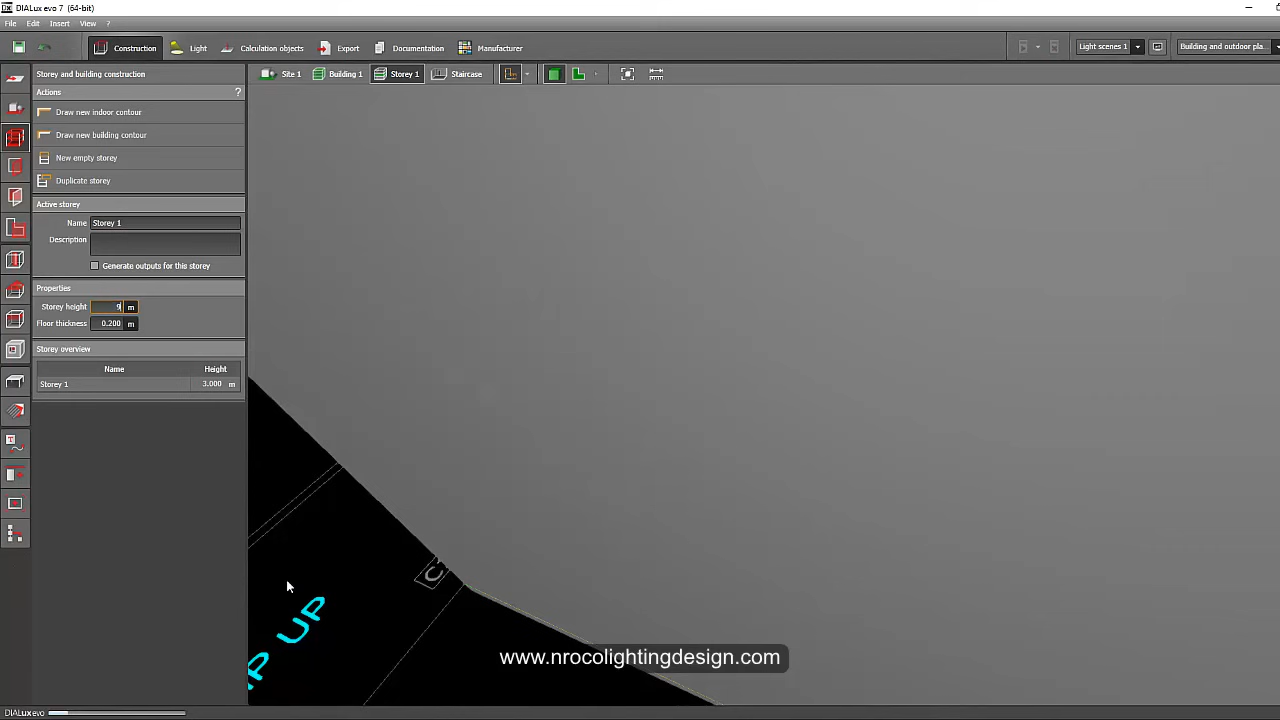 DIALux evo 7 (64-bit)
File Edit Insert View ?
Construction Light Calculation objects Export Documentation Manufacturer Light scenes 1 Building and outdoor pla...
Storey and building construction Site 1 Building 1 Storey 1 Staircase
Actions ?
Draw new indoor contour
Draw new building contour
New empty storey
Duplicate storey
Active storey
Name Storey 1
Description
Generate outputs for this storey
Properties
Storey height 9 m
Floor thickness 0.200 m
Storey overview
Name Height
Storey 1 3.000 m
UP
www.nrocolightingdesign.com
DIALux evo